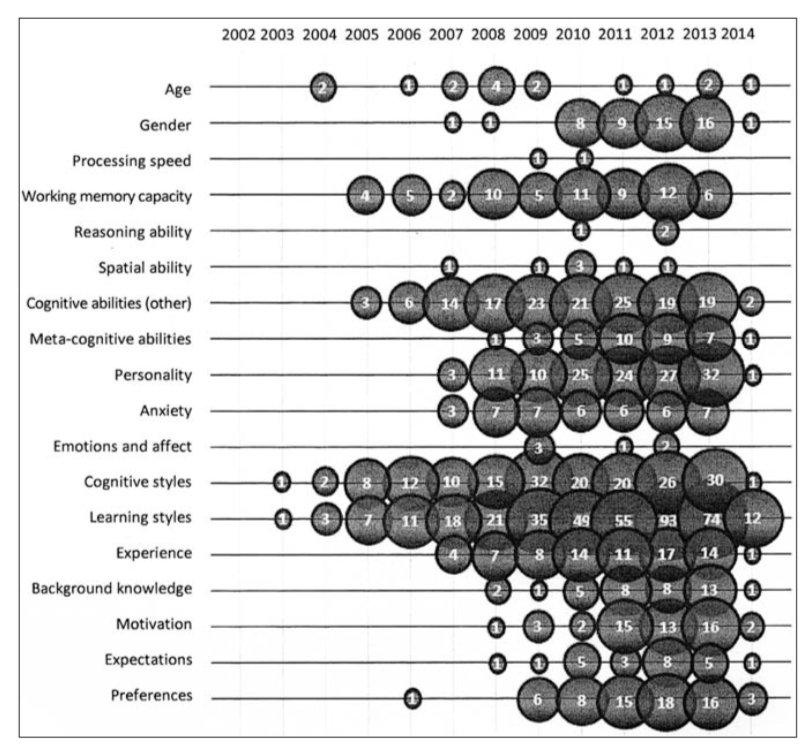 2002 2003 2004 2005 2006 2007 2008 2009 2010 2011 2012 2013 2014
Age 2 1 2 4 2 1 1 2 1
Gender 1 1 8 9 15 16 1
Processing speed 1 1
Working memory capacity 4 5 2 10 5 11 9 12 6
Reasoning ability 1 2
Spatial ability 1 1 3 1 1
Cognitive abilities (other) 3 6 14 17 23 21 25 19 19 2
Meta-cognitive abilities 1 3 5 10 9 7 1
Personality 3 11 10 25 24 27 32 1
Anxiety 3 7 7 6 6 6 7
Emotions and affect 3 1 2
Cognitive styles 1 2 8 12 10 15 32 20 20 26 30 1
Learning styles 1 3 7 11 18 21 35 49 55 93 74 12
Experience 4 7 8 14 11 17 14 1
Background knowledge 2 1 5 8 8 13 1
Motivation 1 3 2 15 13 16 2
Expectations 1 1 5 3 8 5 1
Preferences 1 6 8 15 18 16 3